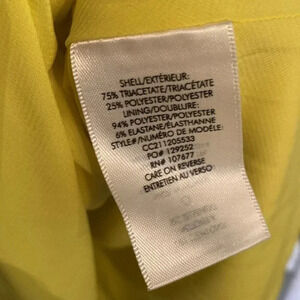 SHELL/EXTÉRIEUR:
75% TRIACETATE/TRIACÉTATE
25% POLYESTER/POLYESTER
LINING/DOUBLURE:
94% POLYESTER/POLYESTER
6% ELASTANE/ÉLASTHANNE
STYLE#/NUMÉRO DE MODÈLE:
CC211205533
PO# 129252
RN# 107677
CARE ON REVERSE
ENTRETIEN AU VERSO